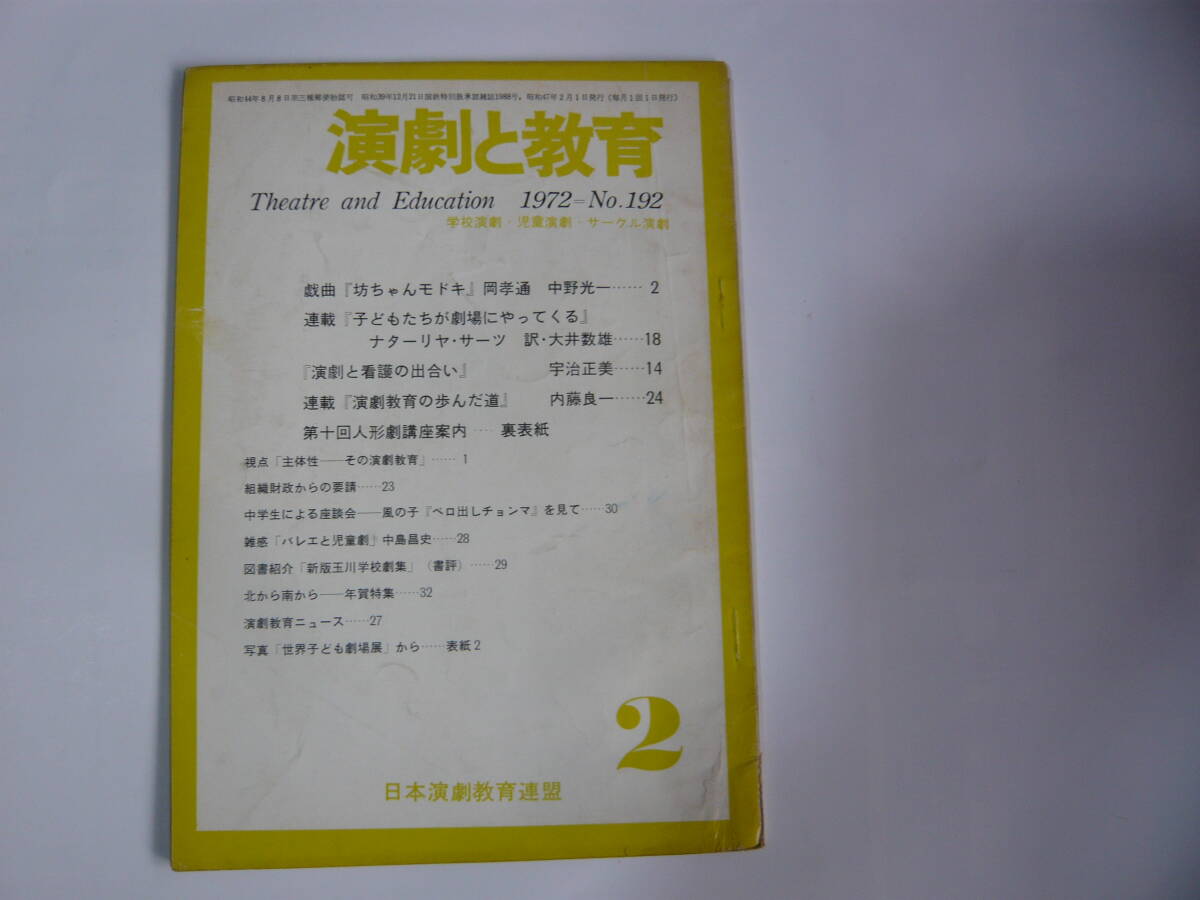 昭和44年8月8日第三種郵便物認可 昭和39年12月21日国鉄特別扱承認雑誌1988号。昭和47年2月1日発行(毎月1回1日発行)
演劇と教育
Theatre and Education 1972=No.192
学校演劇・児童演劇・サークル演劇
戯曲『坊ちゃんモドキ』岡孝通 中野光一……2
連載『子どもたちが劇場にやってくる』
ナターリヤ・サーツ 訳・大井数雄……18
『演劇と看護の出合い』 宇治正美……14
連載『演劇教育の歩んだ道』 内藤良一……24
第十回人形劇講座案内……裏表紙
視点「主体性──その演劇教育」……1
組織財政からの要請……23
中学生による座談会──風の子『ベロ出しチョンマ』を見て……30
雑感「バレエと児童劇」中島昌史……28
図書紹介「新版玉川学校劇集」(書評)……29
北から南から──年賀特集……32
演劇教育ニュース……27
写真「世界子ども劇場展」から……表紙2
2
日本演劇教育連盟